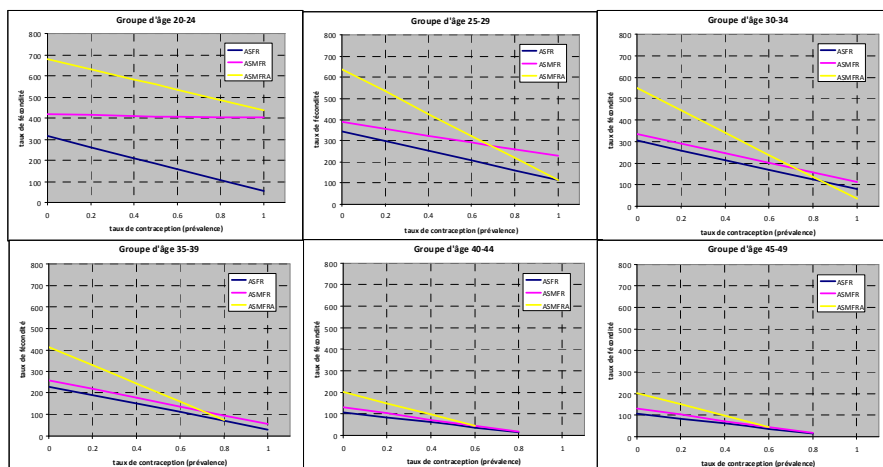 Groupe d'âge 20-24
800
700
600
500
400
300
200
100
0
0 0.2 0.4 0.6 0.8 1
taux de fécondité
taux de contraception (prévalence)
ASFR
ASMFR
ASMFRA
Groupe d'âge 25-29
800
700
600
500
400
300
200
100
0
0 0.2 0.4 0.6 0.8 1
taux de fécondité
taux de contraception (prévalence)
ASFR
ASMFR
ASMFRA
Groupe d'âge 30-34
800
700
600
500
400
300
200
100
0
0 0.2 0.4 0.6 0.8 1
taux de fécondité
taux de contraception (prévalence)
ASFR
ASMFR
ASMFRA
Groupe d'âge 35-39
800
700
600
500
400
300
200
100
0
0 0.2 0.4 0.6 0.8 1
taux de fécondité
taux de contraception (prévalence)
ASFR
ASMFR
ASMFRA
Groupe d'âge 40-44
800
700
600
500
400
300
200
100
0
0 0.2 0.4 0.6 0.8 1
taux de fécondité
taux de contraception (prévalence)
ASFR
ASMFR
ASMFRA
Groupe d'âge 45-49
800
700
600
500
400
300
200
100
0
0 0.2 0.4 0.6 0.8 1
taux de fécondité
taux de contraception (prévalence)
ASFR
ASMFR
ASMFRA